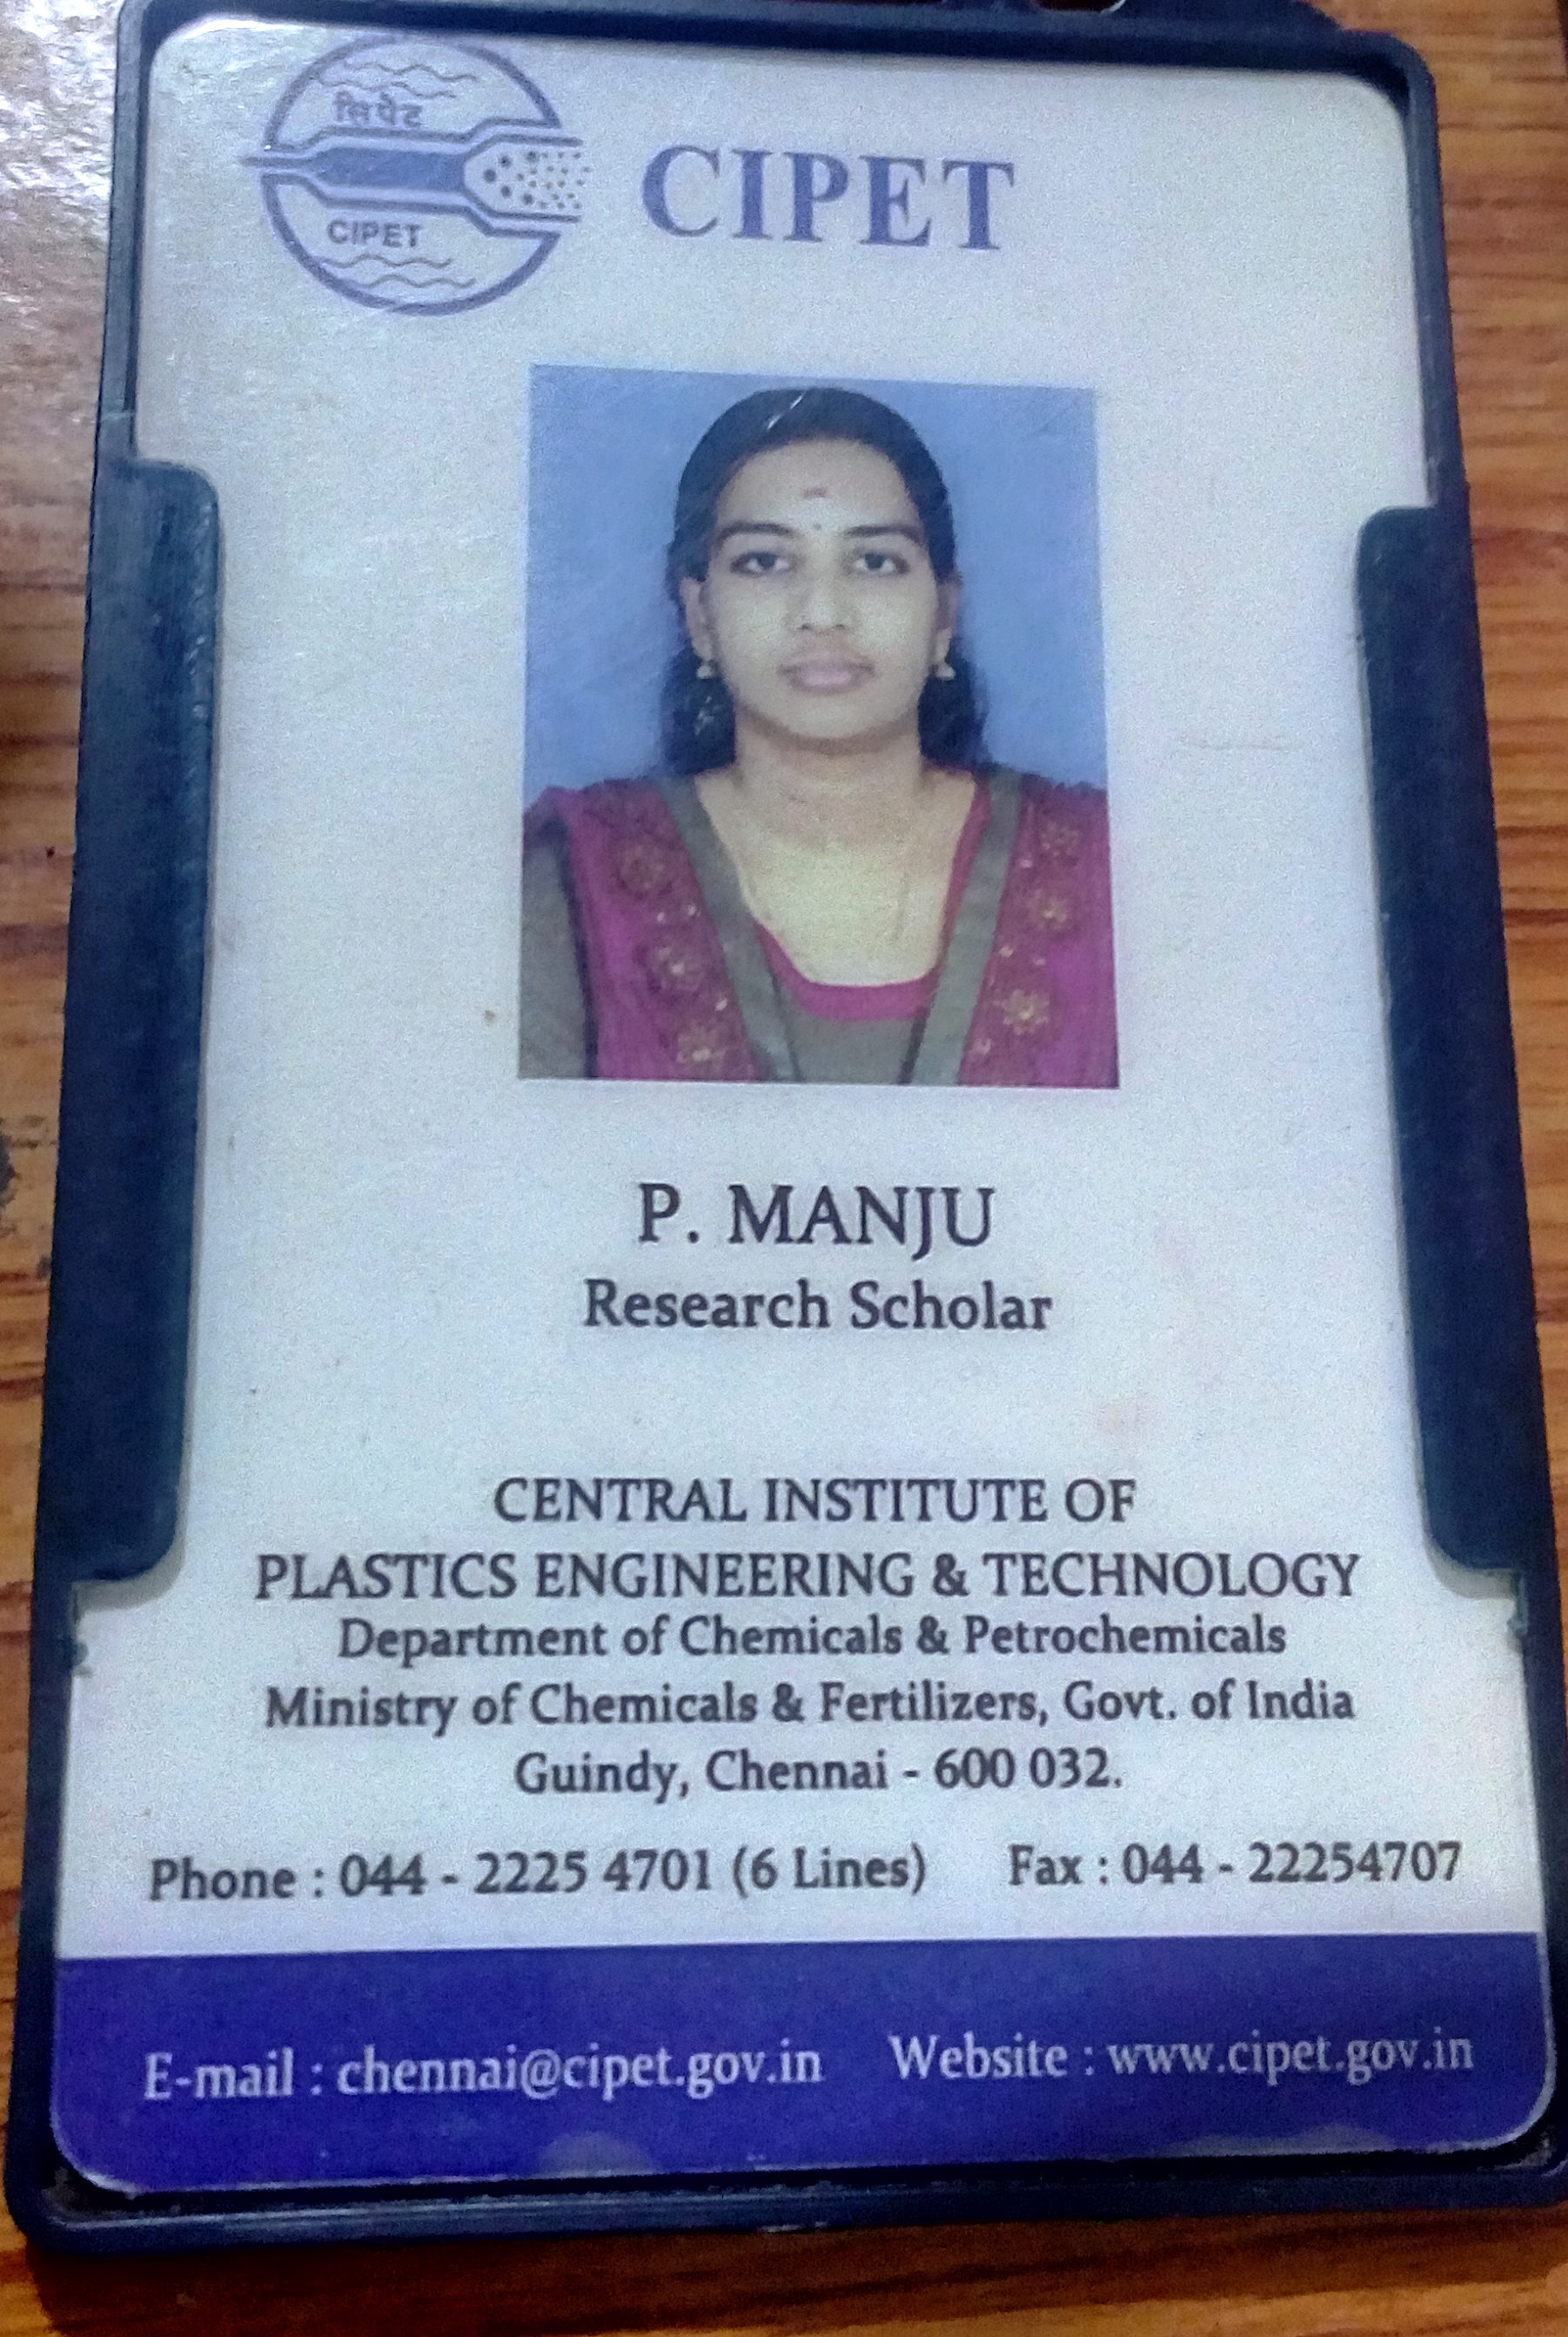 सिपेट
CIPET
CIPET
P. MANJU
Research Scholar
CENTRAL INSTITUTE OF
PLASTICS ENGINEERING & TECHNOLOGY
Department of Chemicals & Petrochemicals
Ministry of Chemicals & Fertilizers, Govt. of India
Guindy, Chennai - 600 032.
Phone : 044 - 2225 4701 (6 Lines) Fax : 044 - 22254707
E-mail : chennai@cipet.gov.in Website : www.cipet.gov.in